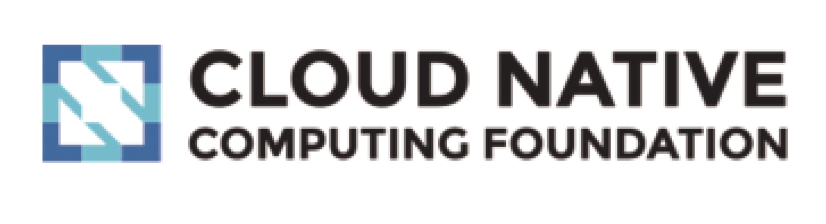 CLOUD NATIVE
COMPUTING FOUNDATION